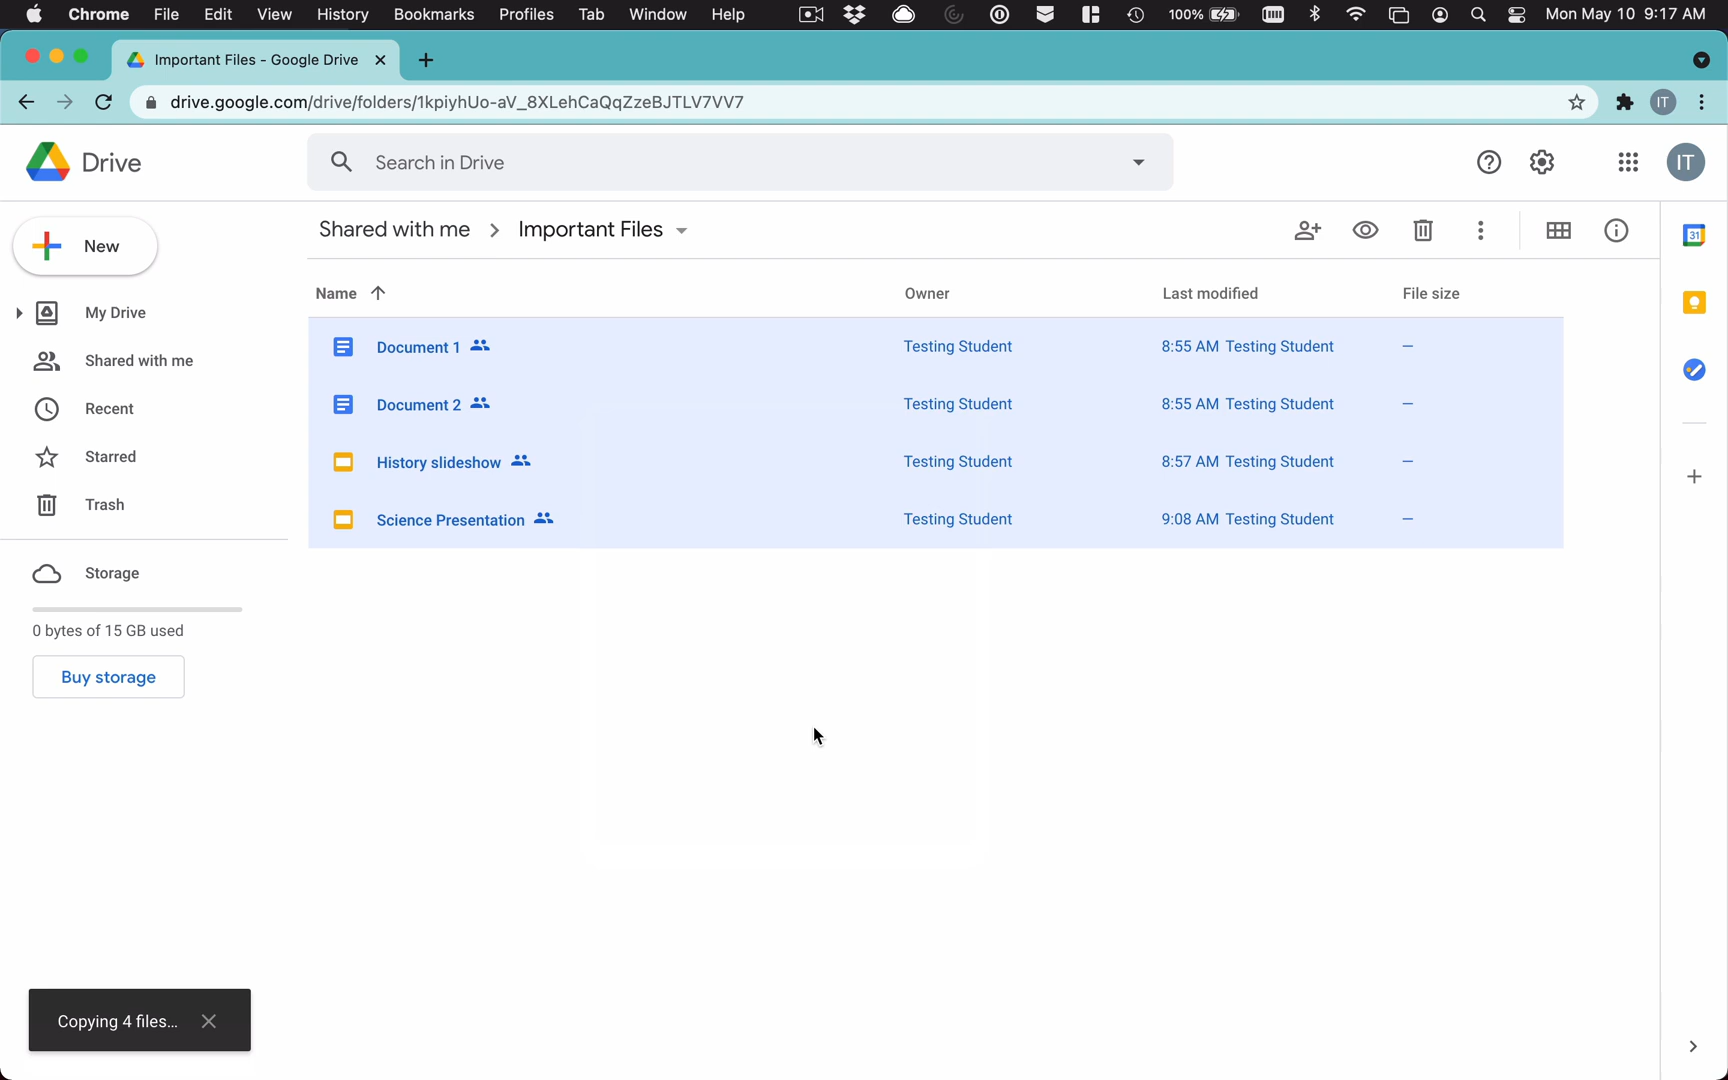 Chrome File Edit View History Bookmarks Profiles Tab Window Help 100% Mon May 10 9:17 AM
Important Files - Google Drive
drive.google.com/drive/folders/1kpiyhUo-aV_8XLehCaQqZzeBJTLV7VV7 IT
Drive Search in Drive IT
New Shared with me Important Files 31
Name Owner Last modified File size
My Drive
Document 1 Testing Student 8:55 AM Testing Student –
Shared with me
Document 2 Testing Student 8:55 AM Testing Student –
Recent
Starred
History slideshow Testing Student 8:57 AM Testing Student –
Trash
Science Presentation Testing Student 9:08 AM Testing Student –
Storage
0 bytes of 15 GB used
Buy storage
Copying 4 files...